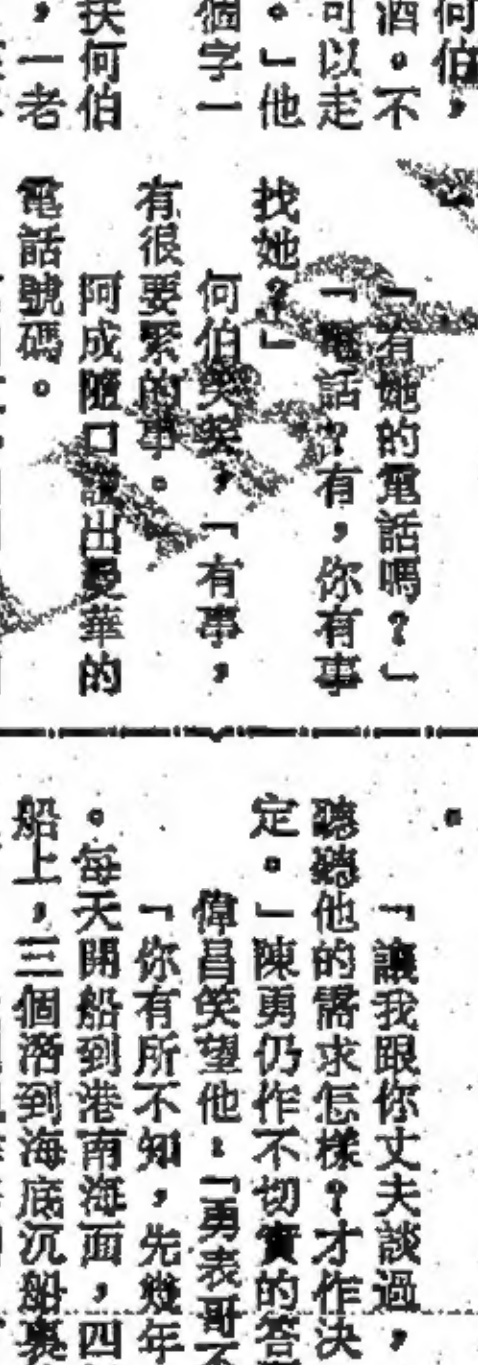 何伯，
酒。不
可以走
。」他
個字一
扶何伯
，一老
「有她的電話嗎？」
「電話？有，你有事
找她？」
何伯笑笑，「有事，
有很要緊的事。
阿成隨口說出曼華的
電話號碼。
。
「讓我跟你丈夫談過，
聽聽他的需求怎樣？才作決
定。」陳勇仍作不切實的答
偉昌笑望他：「勇表哥不
「你有所不知，先幾年
。每天開船到港南海面，四
船上，三個潛到海底沉船裏